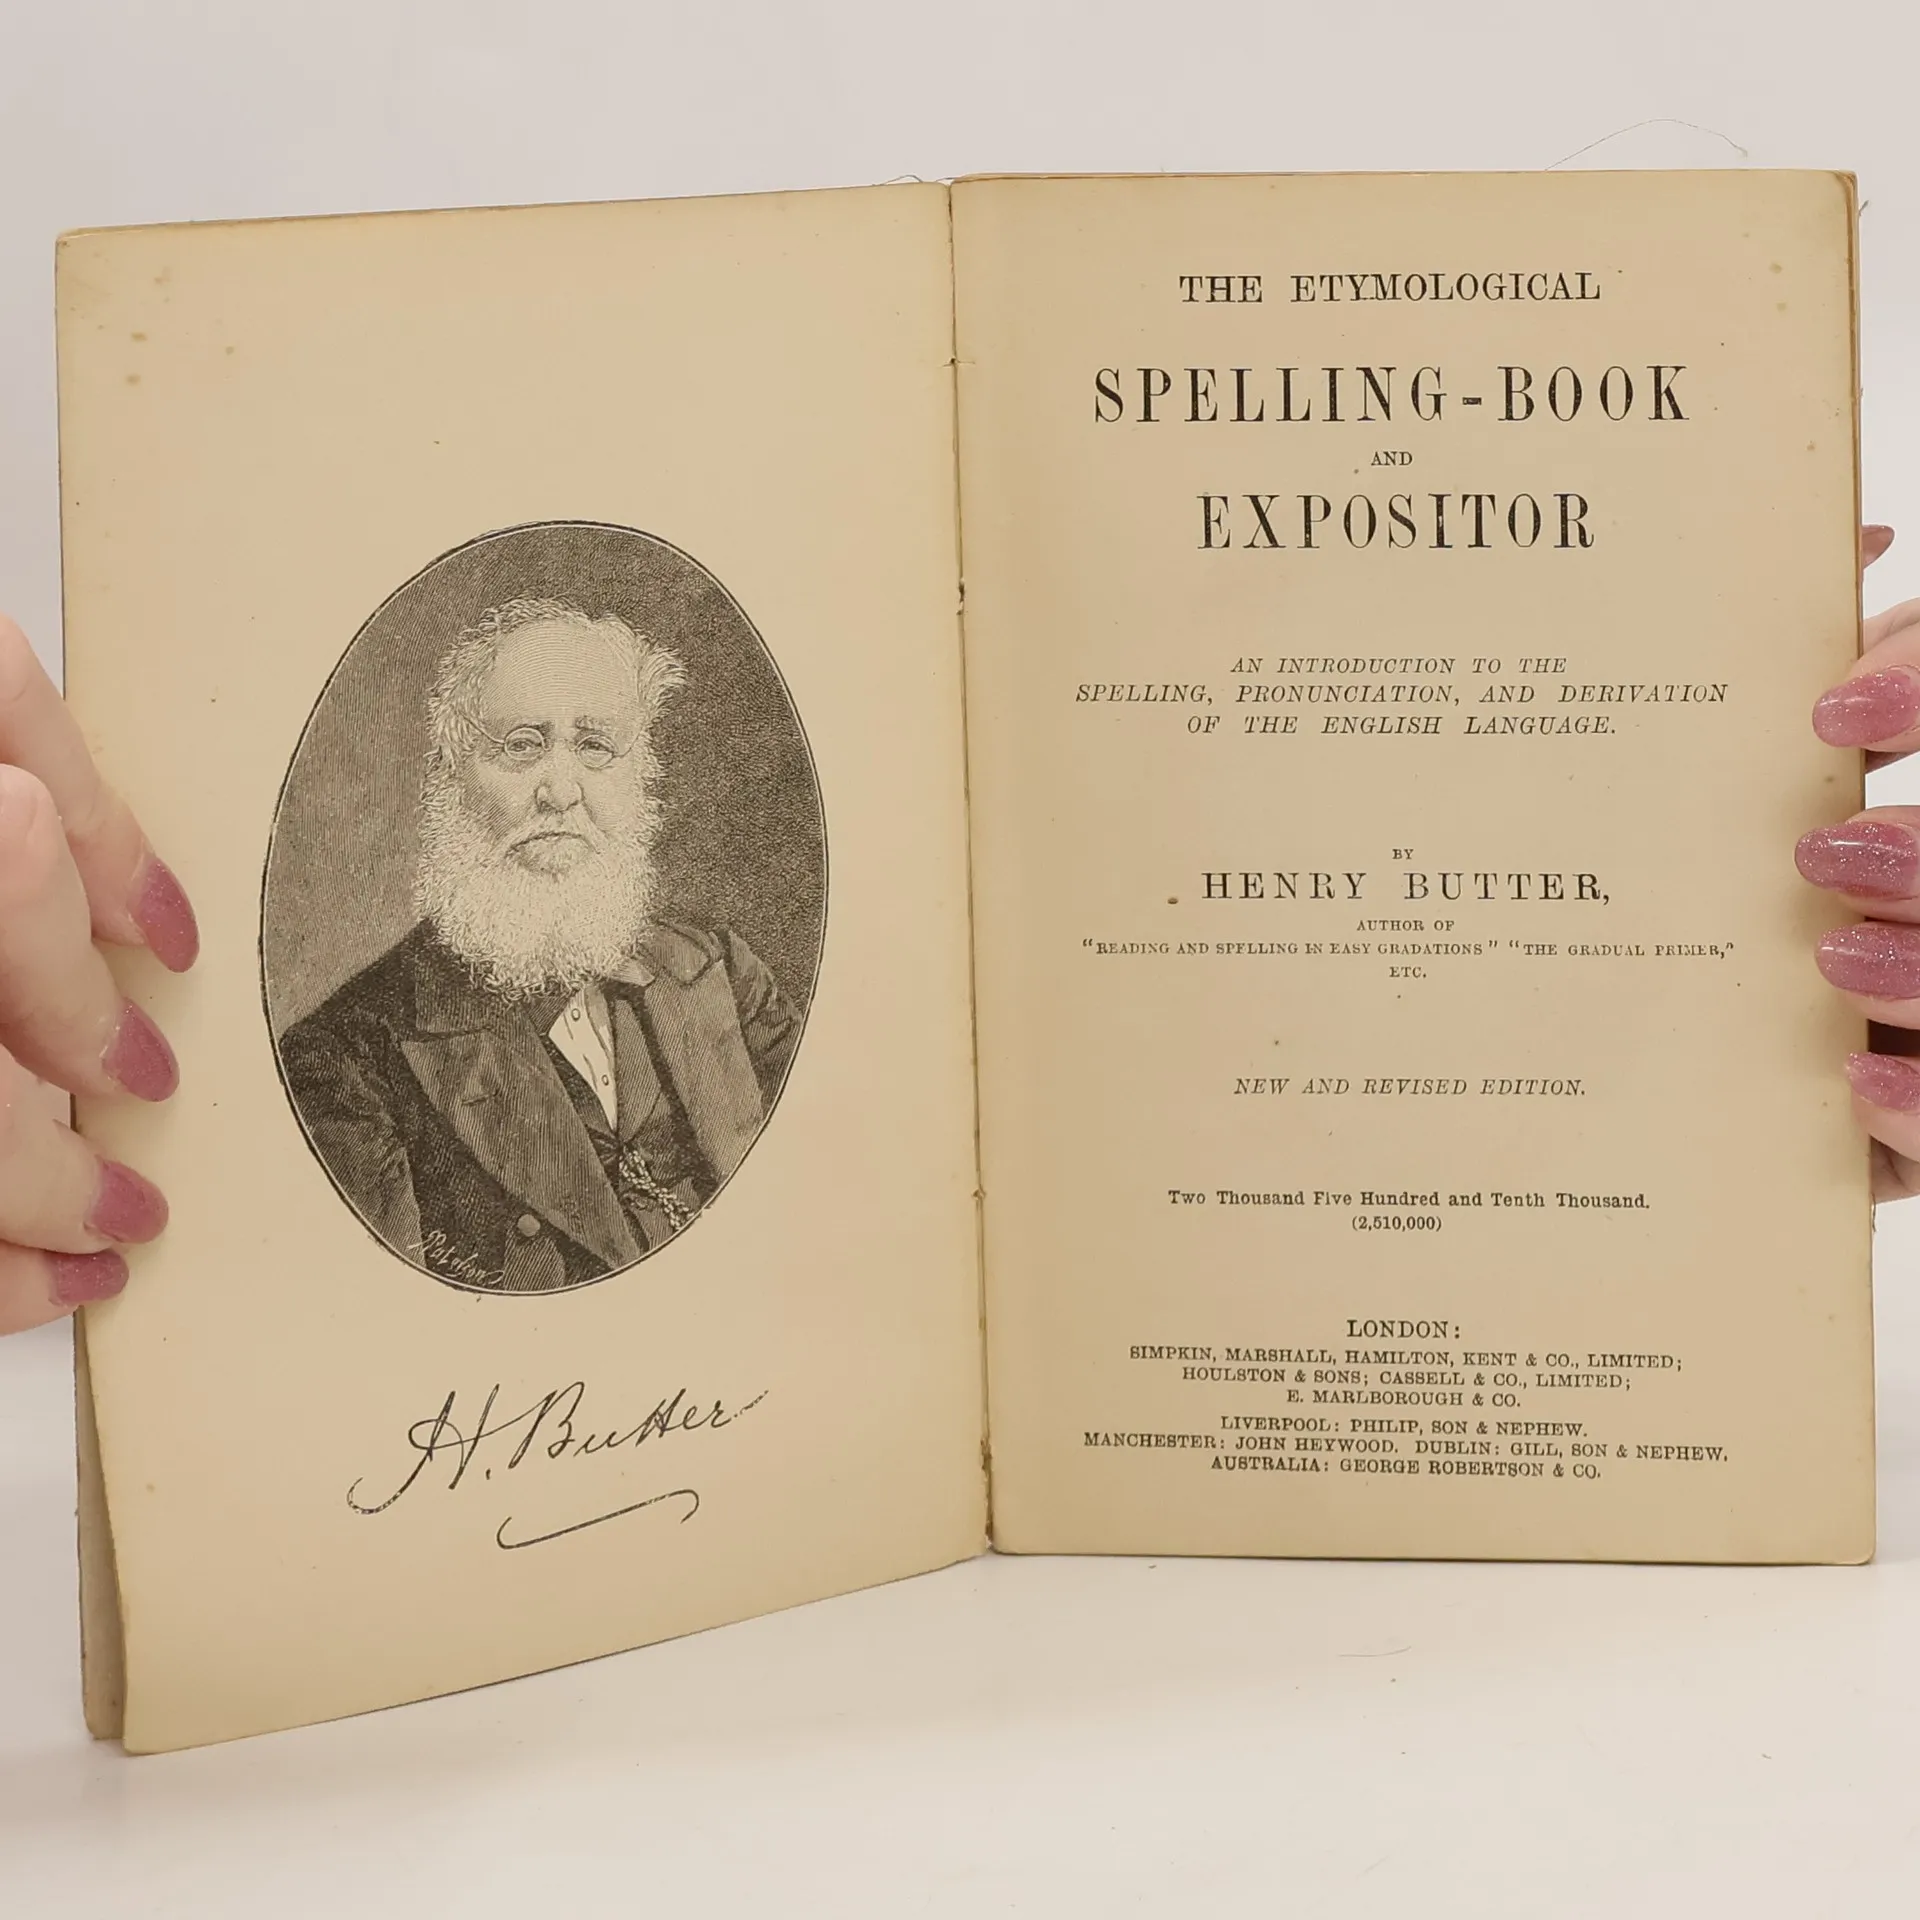 H. Butter
THE ETYMOLOGICAL
SPELLING-BOOK
AND
EXPOSITOR
AN INTRODUCTION TO THE
SPELLING, PRONUNCIATION, AND DERIVATION
OF THE ENGLISH LANGUAGE.
BY
HENRY BUTTER,
AUTHOR OF
"READING AND SPELLING IN EASY GRADATIONS" "THE GRADUAL PRIMER,"
ETC.
NEW AND REVISED EDITION.
Two Thousand Five Hundred and Tenth Thousand.
(2,510,000)
LONDON:
SIMPKIN, MARSHALL, HAMILTON, KENT & CO., LIMITED;
HOULSTON & SONS; CASSELL & CO., LIMITED;
E. MARLBOROUGH & CO.
LIVERPOOL: PHILIP, SON & NEPHEW.
MANCHESTER: JOHN HEYWOOD. DUBLIN: GILL, SON & NEPHEW.
AUSTRALIA: GEORGE ROBERTSON & CO.